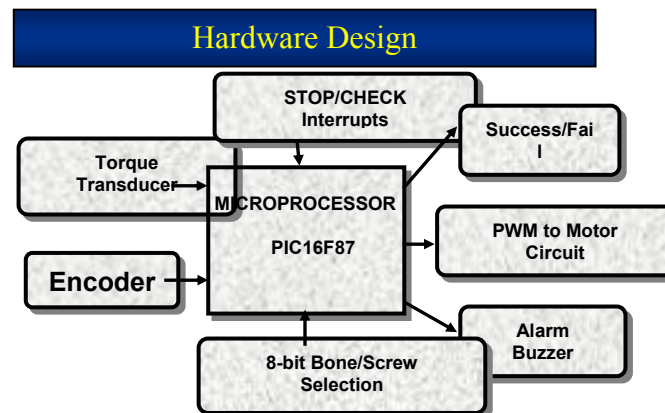 Hardware Design
STOP/CHECK
Interrupts
Success/Fai
l
Torque
Transducer
MICROPROCESSOR
PIC16F87
PWM to Motor
Circuit
Encoder
Alarm
Buzzer
8-bit Bone/Screw
Selection